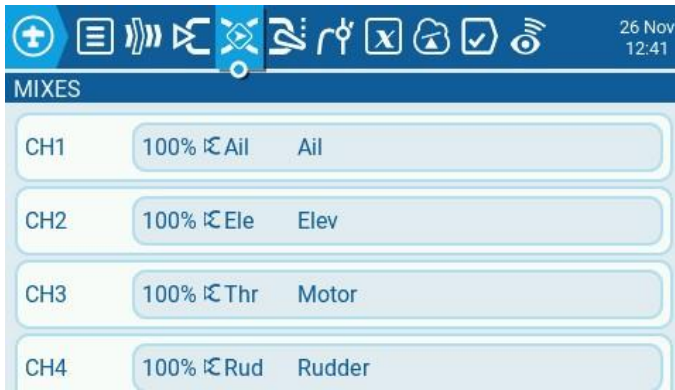 26 Nov
12:41
MIXES
CH1 100% Ail Ail
CH2 100% Ele Elev
CH3 100% Thr Motor
CH4 100% Rud Rudder